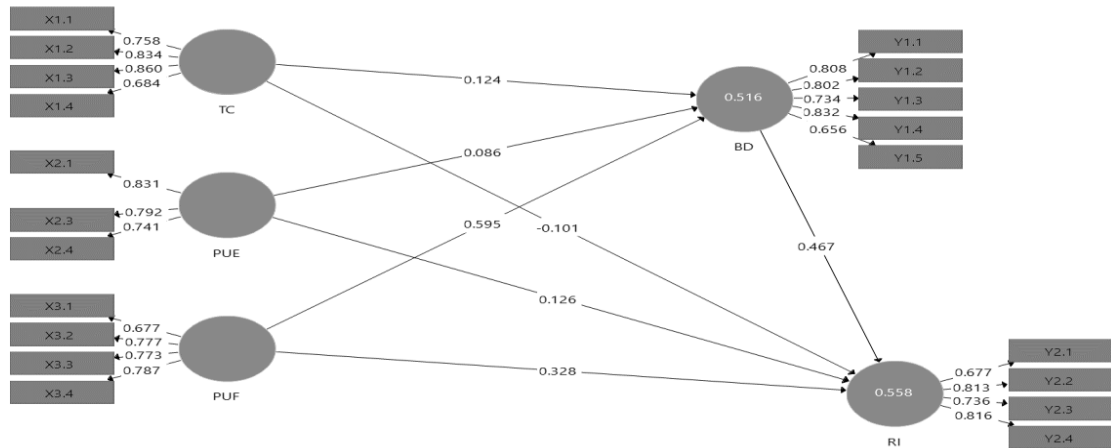 X1.1
X1.2
X1.3
X1.4
0.758
0.834
0.860
0.684
TC
X2.1
X2.3
X2.4
0.831
0.792
0.741
PUE
X3.1
X3.2
X3.3
X3.4
0.677
0.777
0.773
0.787
PUF
0.124
0.086
0.595
-0.101
0.126
0.328
0.467
0.516
BD
0.808
0.802
0.734
0.832
0.656
Y1.1
Y1.2
Y1.3
Y1.4
Y1.5
0.558
RI
0.677
0.813
0.736
0.816
Y2.1
Y2.2
Y2.3
Y2.4